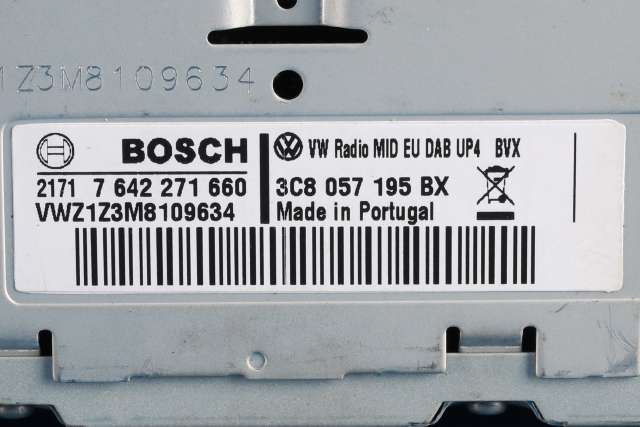 1Z3M8109634
BOSCH
2171 7 642 271 660
VWZ1Z3M8109634
VW Radio MID EU DAB UP4 BVX
3C8 057 195 BX
Made in Portugal